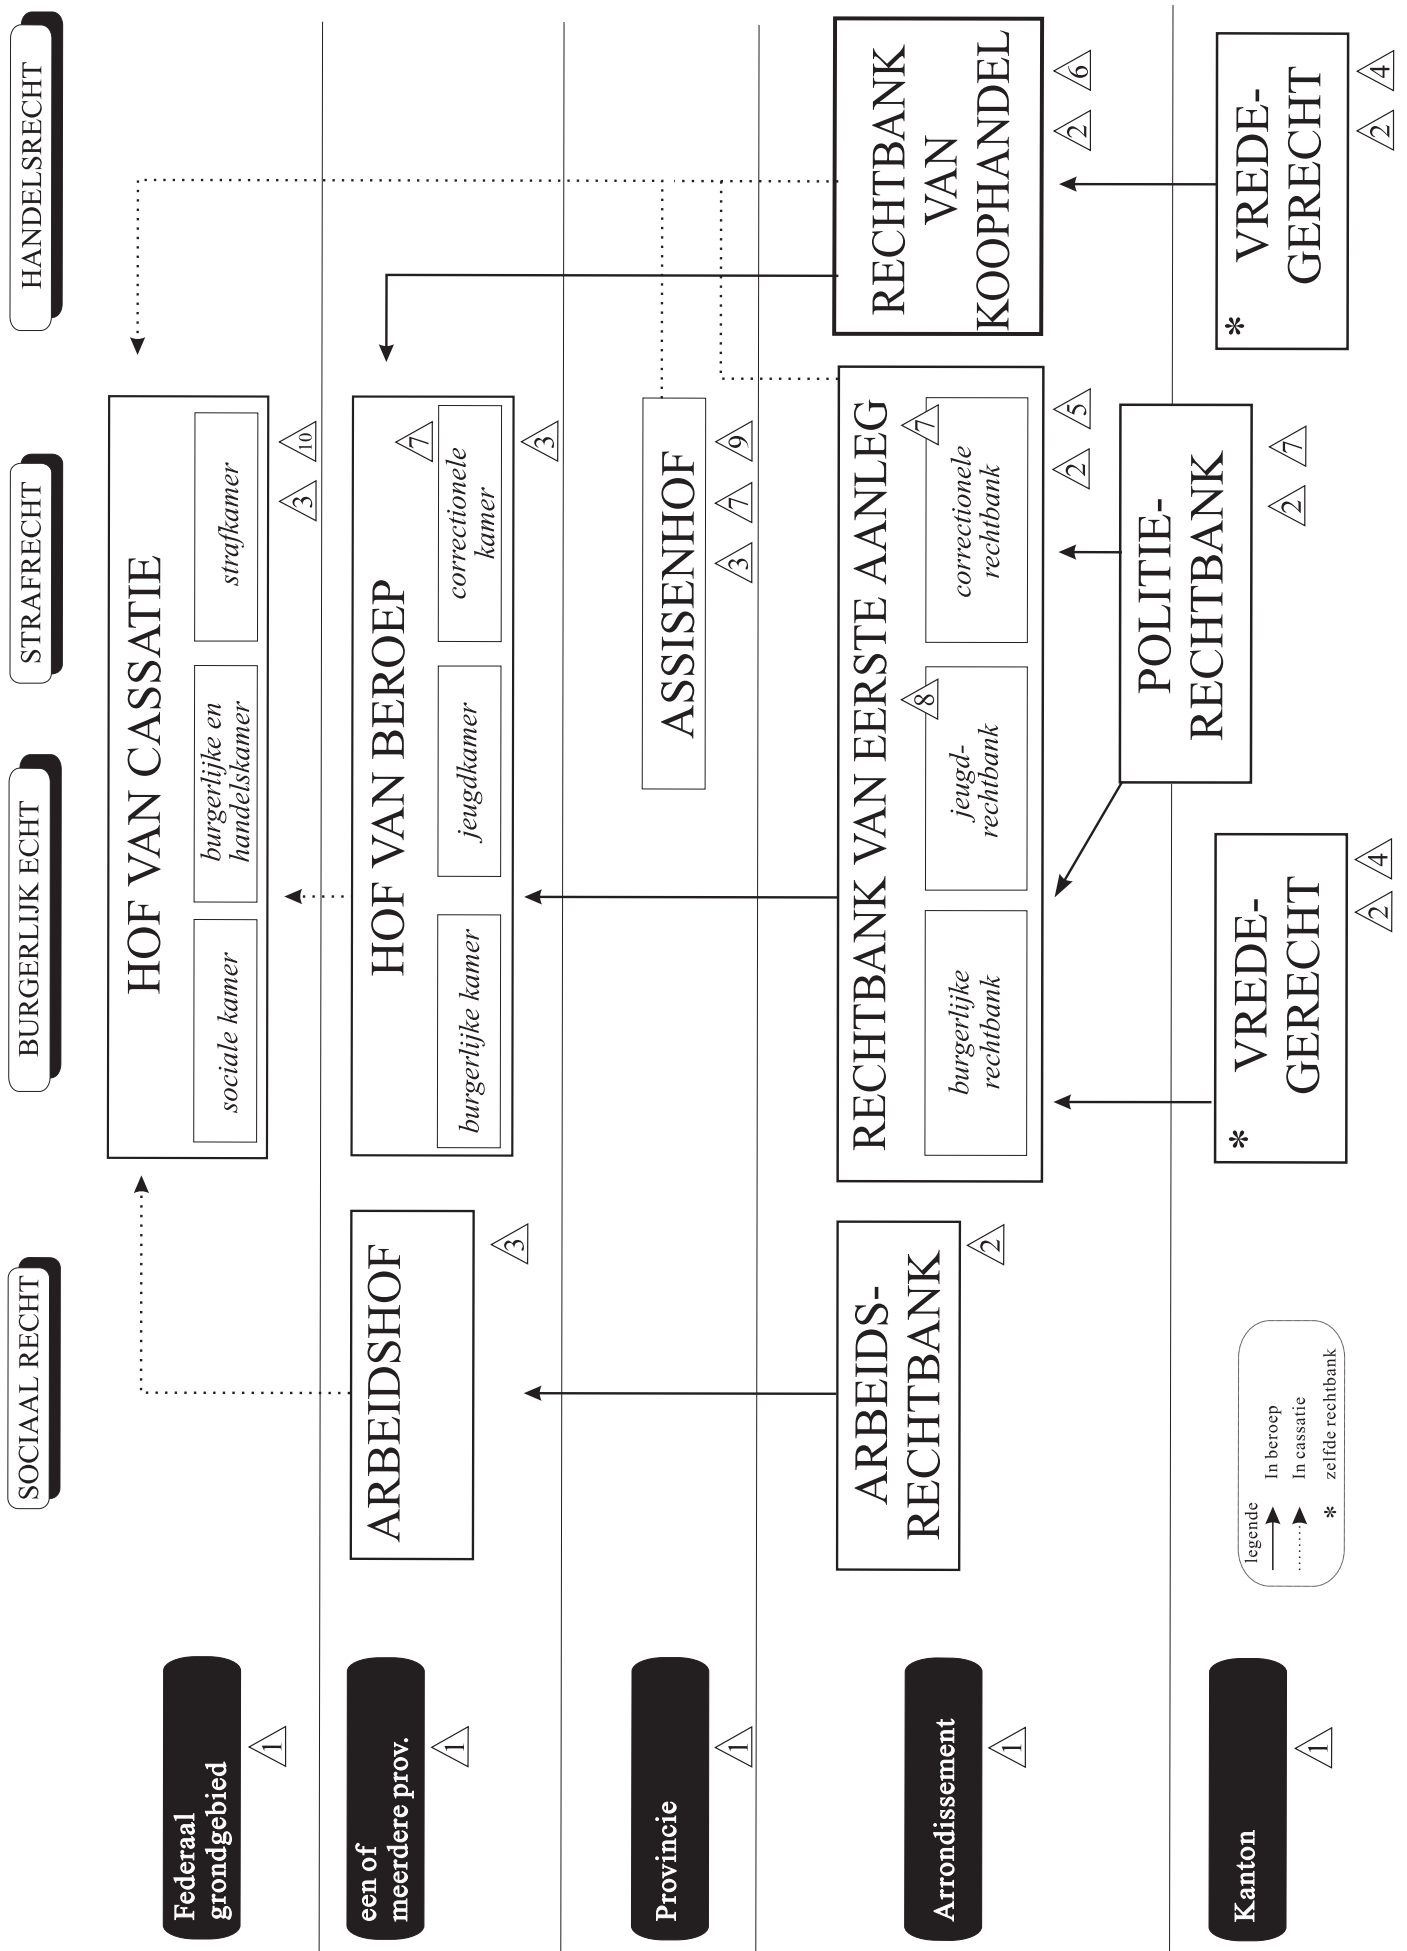 SOCIAAL RECHT
BURGERLIJK ECHT
STRAFRECHT
HANDELSRECHT
Federaal
grondgebied
1
HOF VAN CASSATIE
sociale kamer
burgerlijke en
handelskamer
strafkamer
3
10
een of
meerdere prov.
1
ARBEIDSHOF
3
HOF VAN BEROEP
7
burgerlijke kamer
jeugdkamer
correctionele
kamer
3
Provincie
1
ASSISENHOF
3
7
9
Arrondissement
1
ARBEIDS-
RECHTBANK
2
RECHTBANK VAN EERSTE AANLEG
8
7
burgerlijke
rechtbank
jeugd-
rechtbank
correctionele
rechtbank
2
5
RECHTBANK
VAN
KOOPHANDEL
2
6
Kanton
1
legende
In beroep
In cassatie
* zelfde rechtbank
*
VREDE-
GERECHT
2
4
POLITIE-
RECHTBANK
2
7
*
VREDE-
GERECHT
2
4